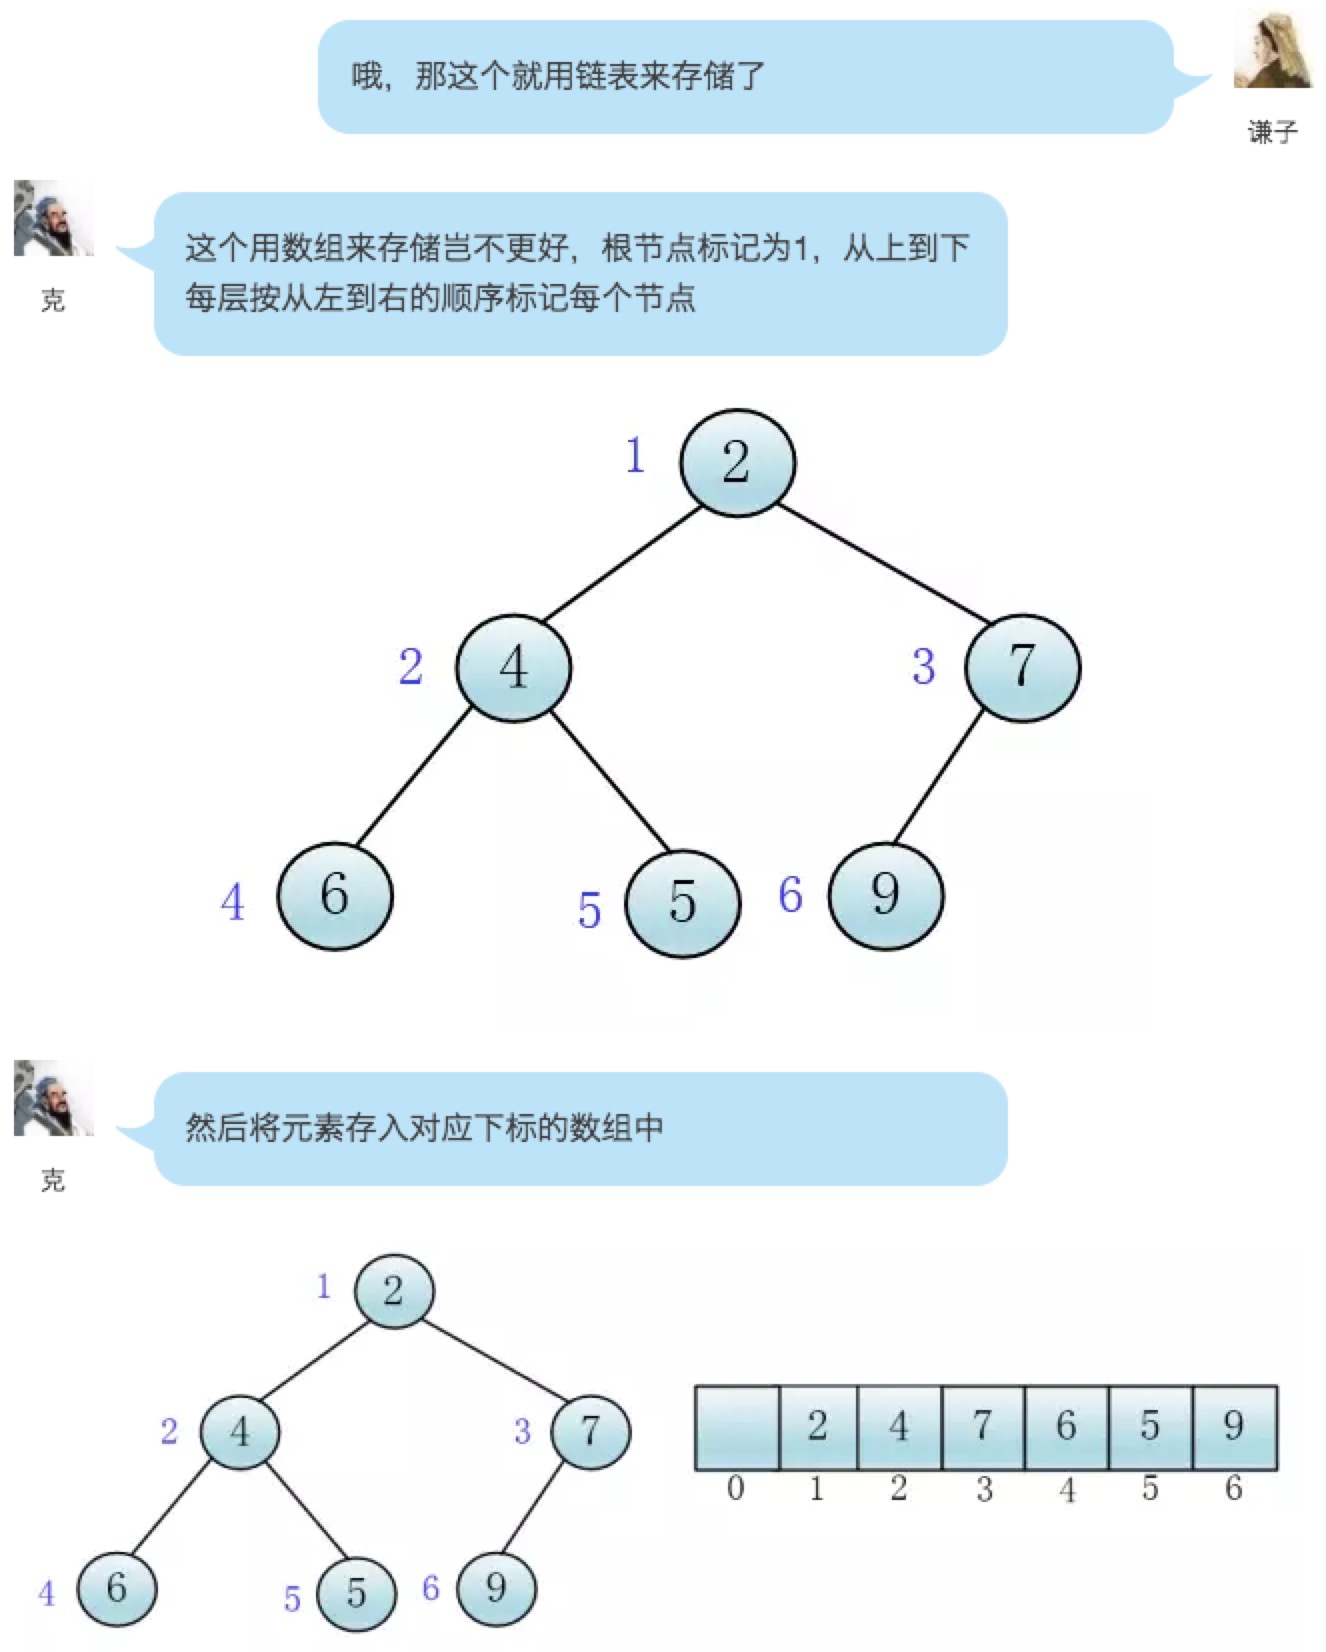 哦，那这个就用链表来存储了
谦子
这个用数组来存储岂不更好，根节点标记为1，从上到下
每层按从左到右的顺序标记每个节点
克
1 2
2 4 3 7
4 6 5 5 6 9
然后将元素存入对应下标的数组中
克
1 2
2 4 3 7
4 6 5 5 6 9
2 4 7 6 5 9
0 1 2 3 4 5 6